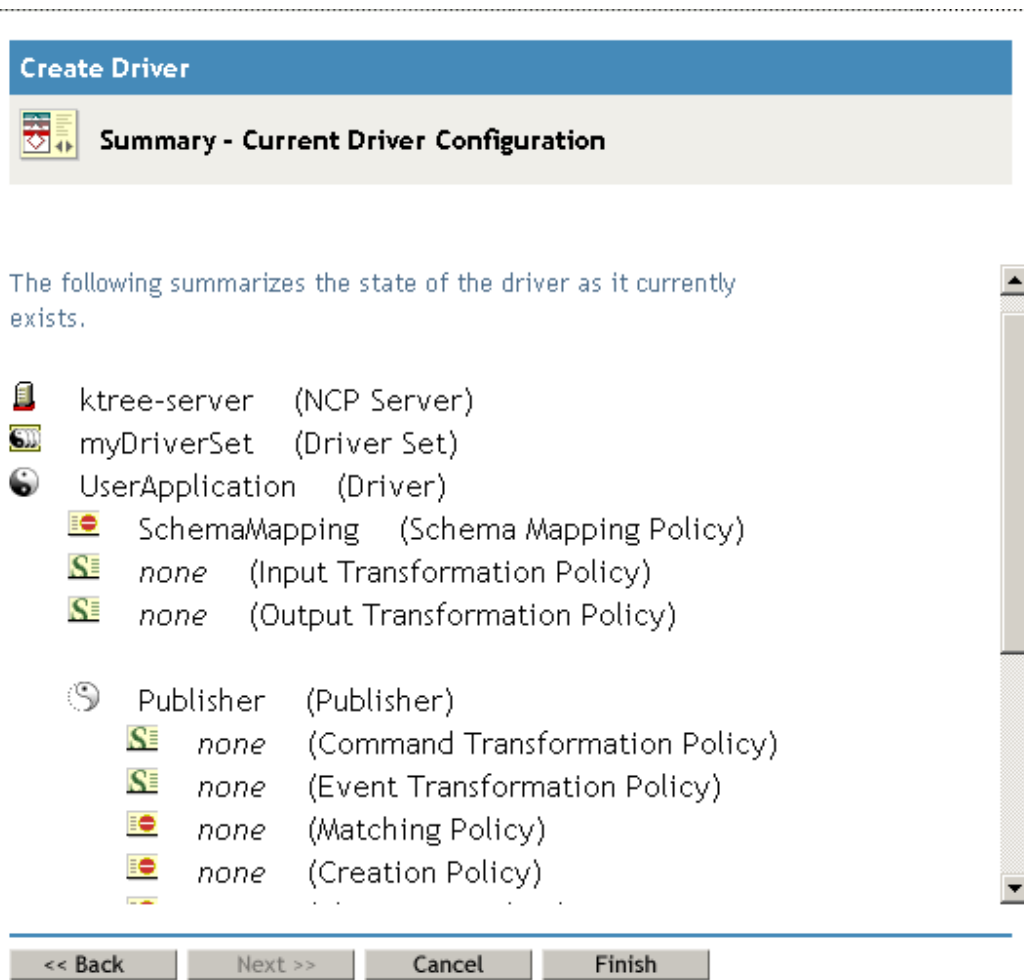 Create Driver
Summary - Current Driver Configuration
The following summarizes the state of the driver as it currently
exists.
ktree-server (NCP Server)
myDriverSet (Driver Set)
UserApplication (Driver)
SchemaMapping (Schema Mapping Policy)
none (Input Transformation Policy)
none (Output Transformation Policy)
Publisher (Publisher)
none (Command Transformation Policy)
none (Event Transformation Policy)
none (Matching Policy)
none (Creation Policy)
<< Back Next >> Cancel Finish